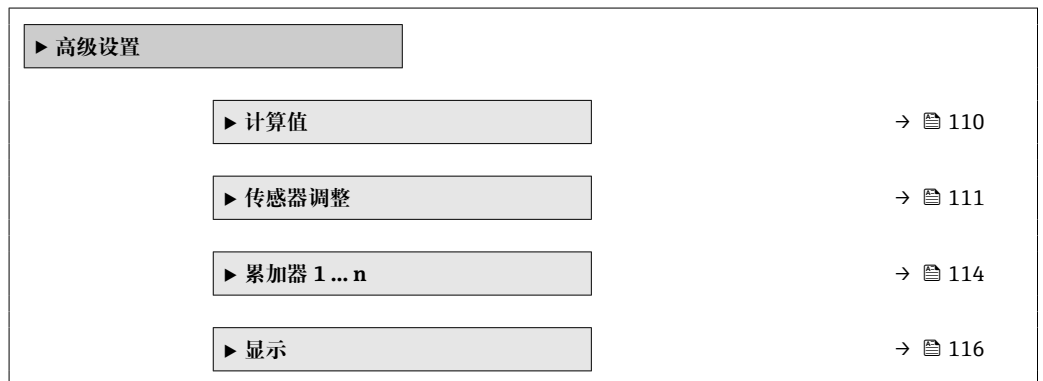 ▶ 高级设置
▶ 计算值 → 110
▶ 传感器调整 → 111
▶ 累加器 1 … n → 114
▶ 显示 → 116